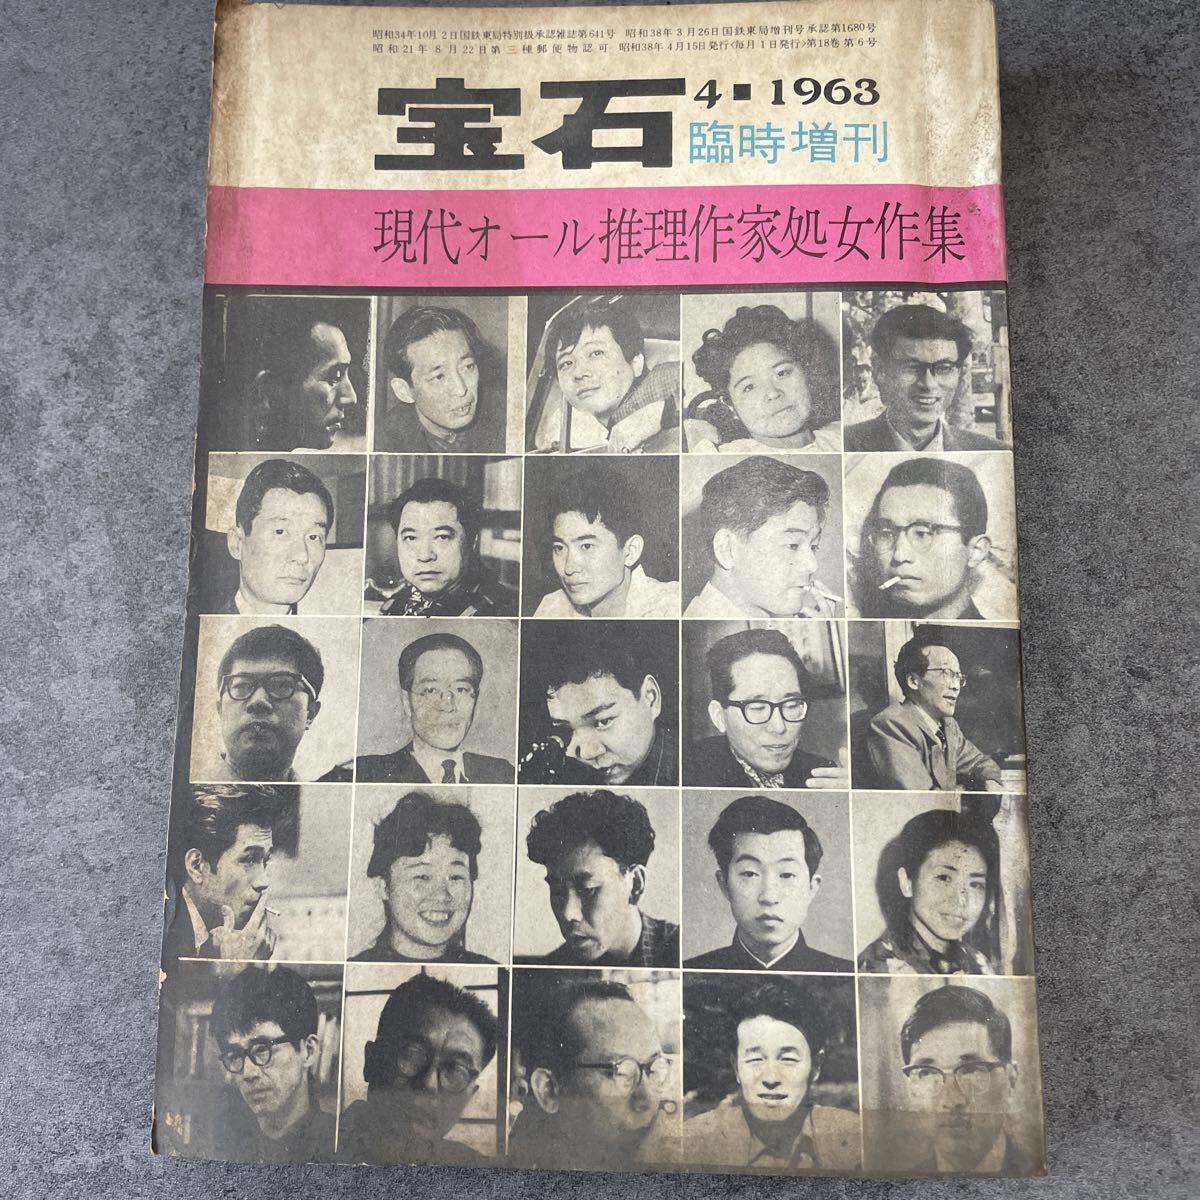 昭和34年10月2日国鉄東局特別扱承認雑誌第641号 昭和38年3月26日国鉄東局増刊号承認第1680号
昭和21年8月22日第三種郵便物認可 昭和38年4月15日発行〈毎月1日発行〉第18巻第6号
宝石
4■1963
臨時増刊
現代オール推理作家処女作集